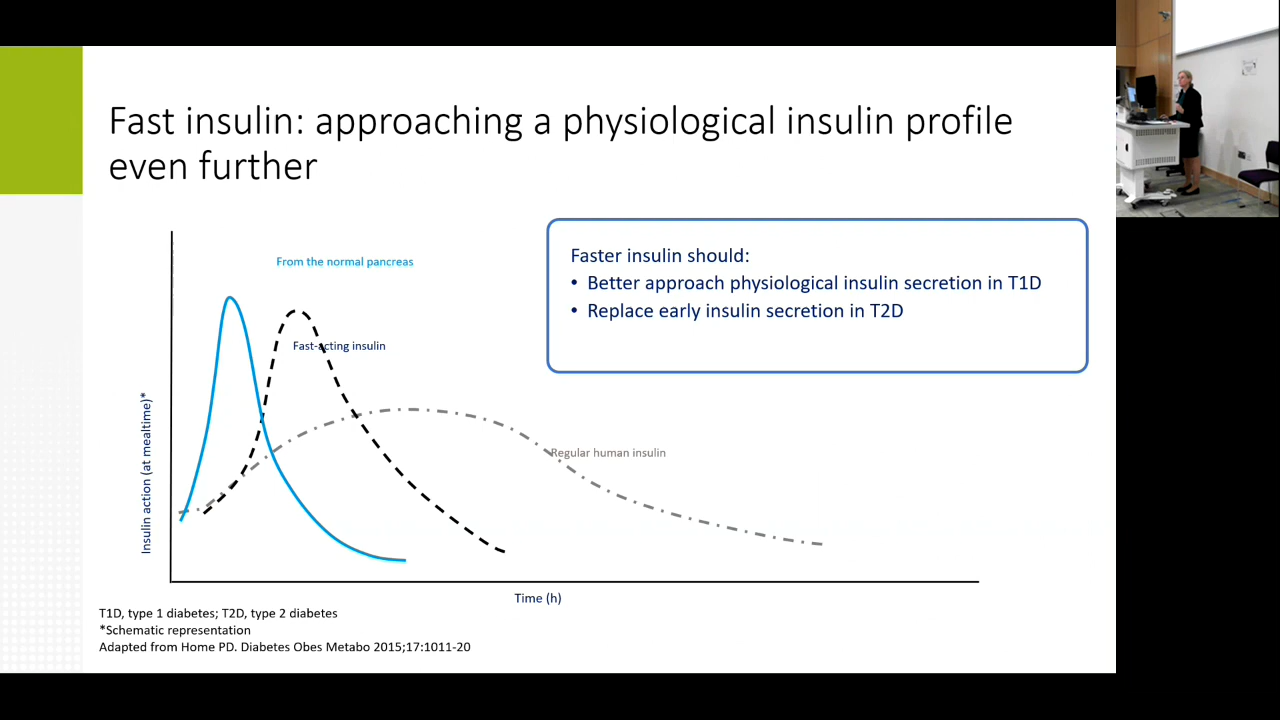 Fast insulin: approaching a physiological insulin profile
even further
From the normal pancreas
Fast-acting insulin
Regular human insulin
Insulin action (at mealtime)*
Time (h)
Faster insulin should:
• Better approach physiological insulin secretion in T1D
• Replace early insulin secretion in T2D
T1D, type 1 diabetes; T2D, type 2 diabetes
*Schematic representation
Adapted from Home PD. Diabetes Obes Metabo 2015;17:1011-20